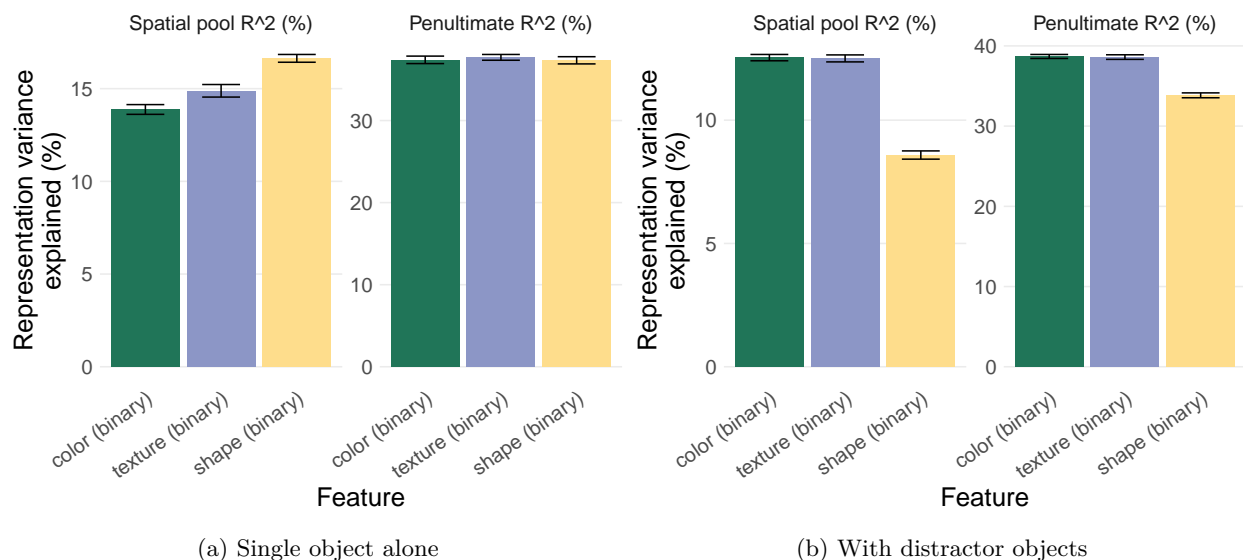 Spatial pool R^2 (%)
Penultimate R^2 (%)
Representation variance
explained (%)
15
10
5
0
30
20
10
0
color (binary)
texture (binary)
shape (binary)
color (binary)
texture (binary)
shape (binary)
Feature
(a) Single object alone
Spatial pool R^2 (%)
Penultimate R^2 (%)
Representation variance
explained (%)
10
5
0
40
30
20
10
0
color (binary)
texture (binary)
shape (binary)
color (binary)
texture (binary)
shape (binary)
Feature
(b) With distractor objects